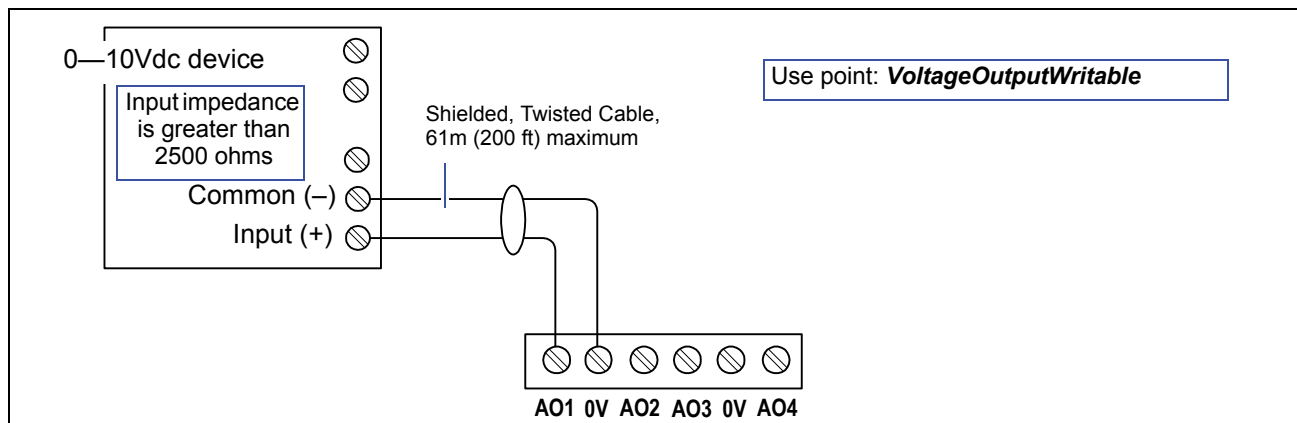 0—10Vdc device
Input impedance
is greater than
2500 ohms
Common (–)
Input (+)
Shielded, Twisted Cable,
61m (200 ft) maximum
Use point: VoltageOutputWritable
AO1 0V AO2 AO3 0V AO4